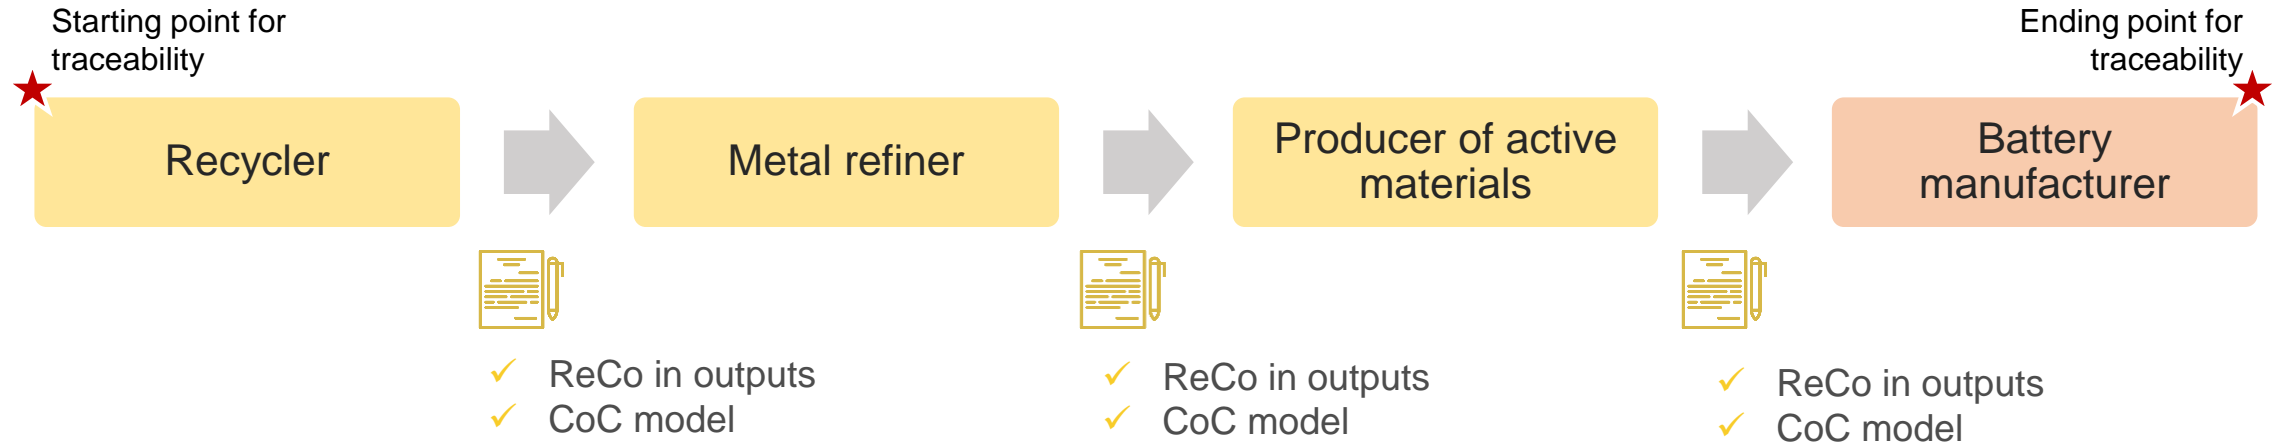 Starting point for
traceability
Ending point for
traceability
Recycler
Metal refiner
Producer of active
materials
Battery
manufacturer
ReCo in outputs
CoC model
ReCo in outputs
CoC model
ReCo in outputs
CoC model